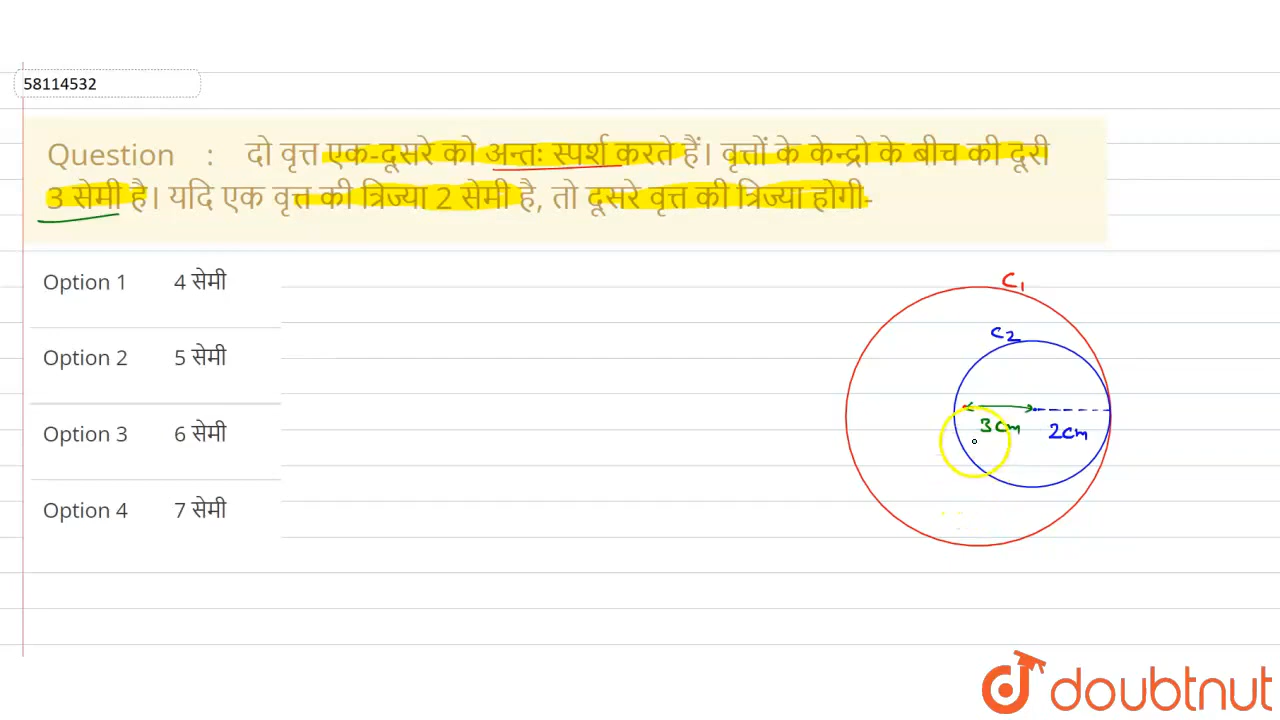 58114532
Question : दो वृत्त एक-दूसरे को अन्तः स्पर्श करते हैं। वृत्तों के केन्द्रो के बीच की दूरी
3 सेमी है। यदि एक वृत्त की त्रिज्या 2 सेमी है, तो दूसरे वृत्त की त्रिज्या होगी-
Option 1 4 सेमी
Option 2 5 सेमी
Option 3 6 सेमी
Option 4 7 सेमी
C1
C2
3cm
2cm
doubtnut